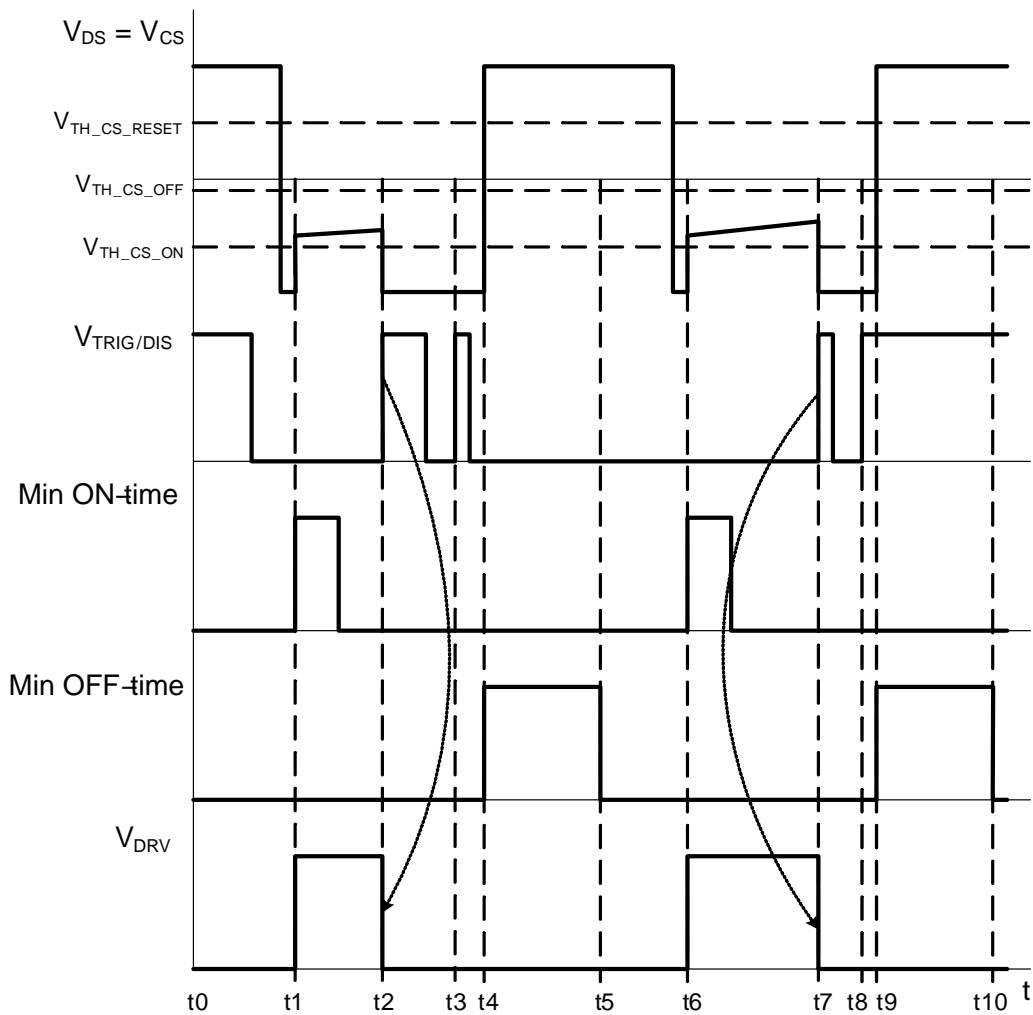 VDS = VCS
VTH_CS_RESET
VTH_CS_OFF
VTH_CS_ON
VTRIG/DIS
Min ON-time
Min OFF-time
VDRV
t0 t1 t2 t3 t4 t5 t6 t7 t8 t9 t10 t